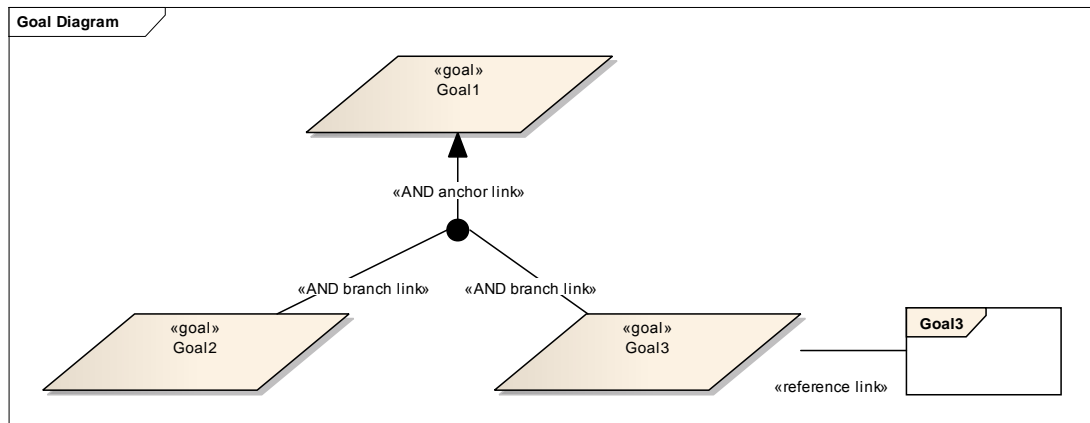 Goal Diagram
«goal»
Goal1
«AND anchor link»
«AND branch link»
«AND branch link»
«goal»
Goal2
«goal»
Goal3
Goal3
«reference link»